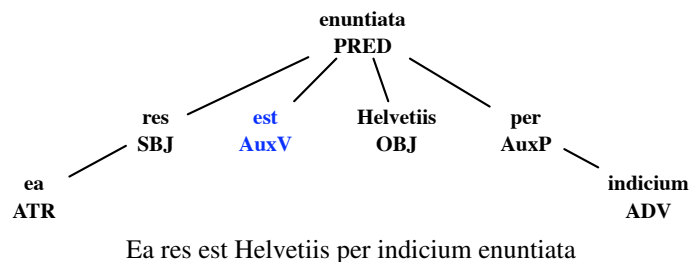 enuntiata
PRED
res est Helvetiis per
SBJ AuxV OBJ AuxP
ea indicium
ATR ADV
Ea res est Helvetiis per indicium enuntiata